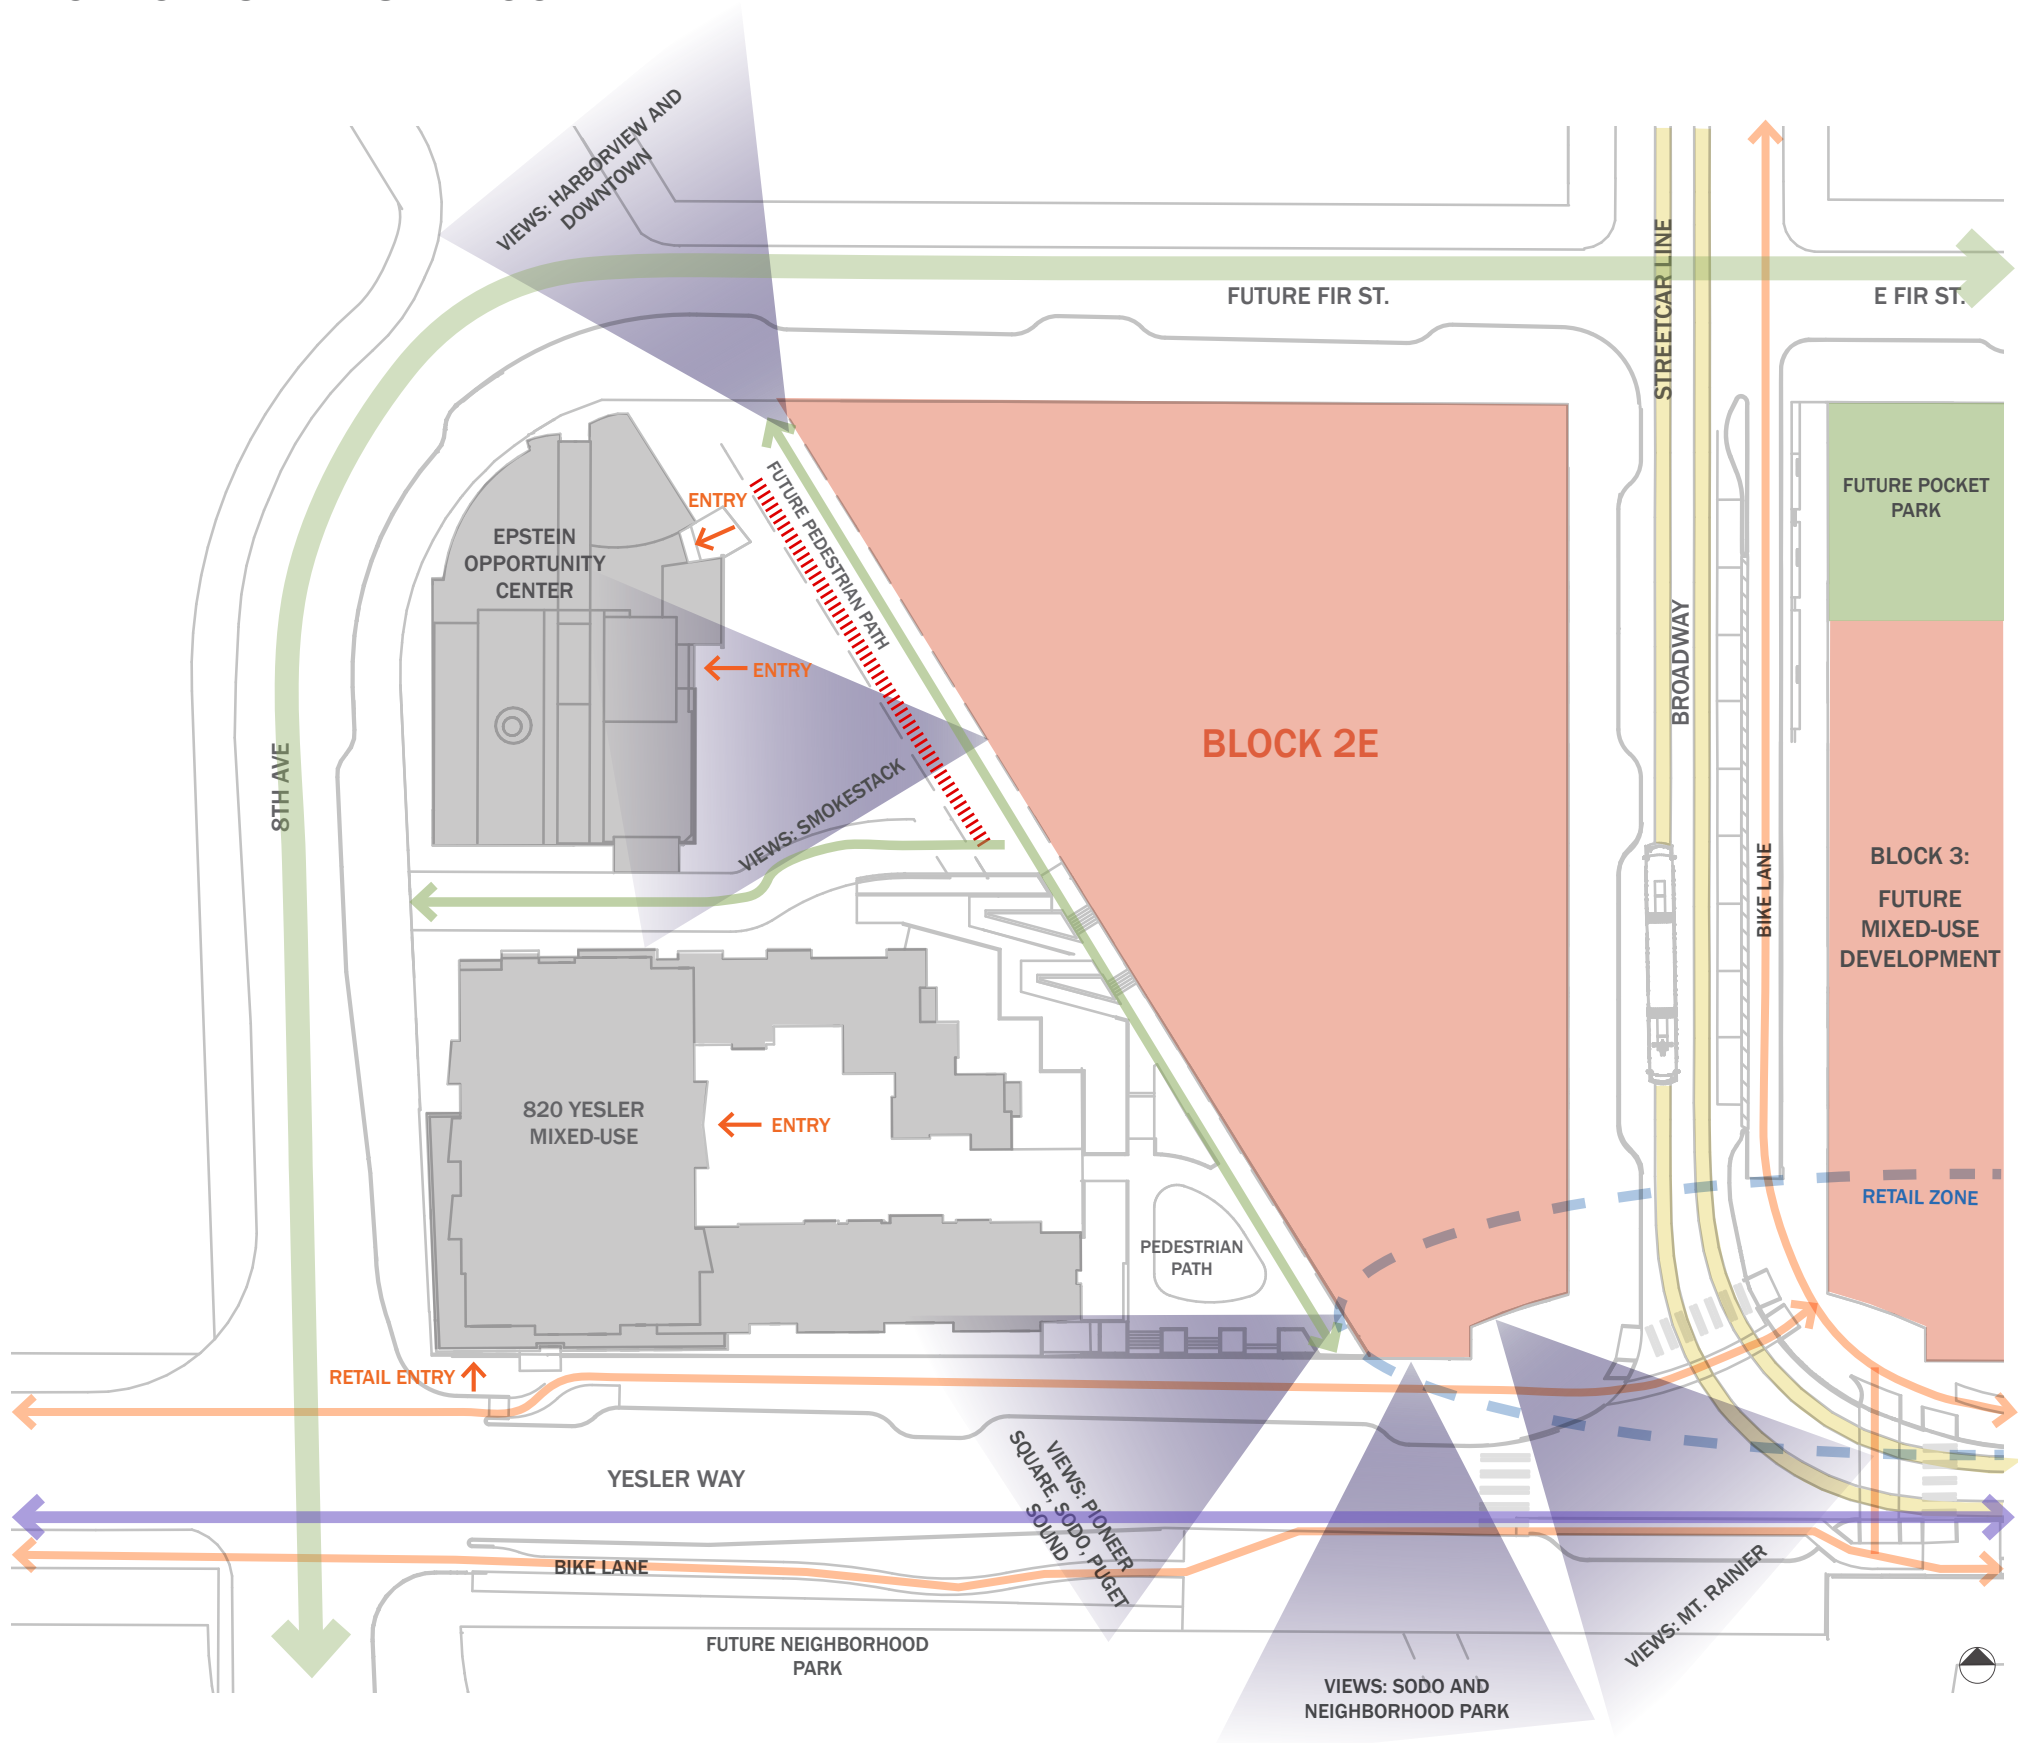 VIEWS: HARBORVIEW AND
DOWNTOWN
FUTURE FIR ST.
E FIR ST.
STREETCAR LINE
ENTRY
FUTURE PEDESTRIAN PATH
EPSTEIN
OPPORTUNITY
CENTER
FUTURE POCKET
PARK
ENTRY
BROADWAY
BLOCK 2E
8TH AVE
VIEWS: SMOKESTACK
BIKE LANE
BLOCK 3:
FUTURE
MIXED-USE
DEVELOPMENT
820 YESLER
MIXED-USE
ENTRY
RETAIL ZONE
PEDESTRIAN
PATH
RETAIL ENTRY
YESLER WAY
VIEWS: PIONEER
SQUARE, SODO, PUGET
SOUND
BIKE LANE
VIEWS: MT. RAINIER
FUTURE NEIGHBORHOOD
PARK
VIEWS: SODO AND
NEIGHBORHOOD PARK